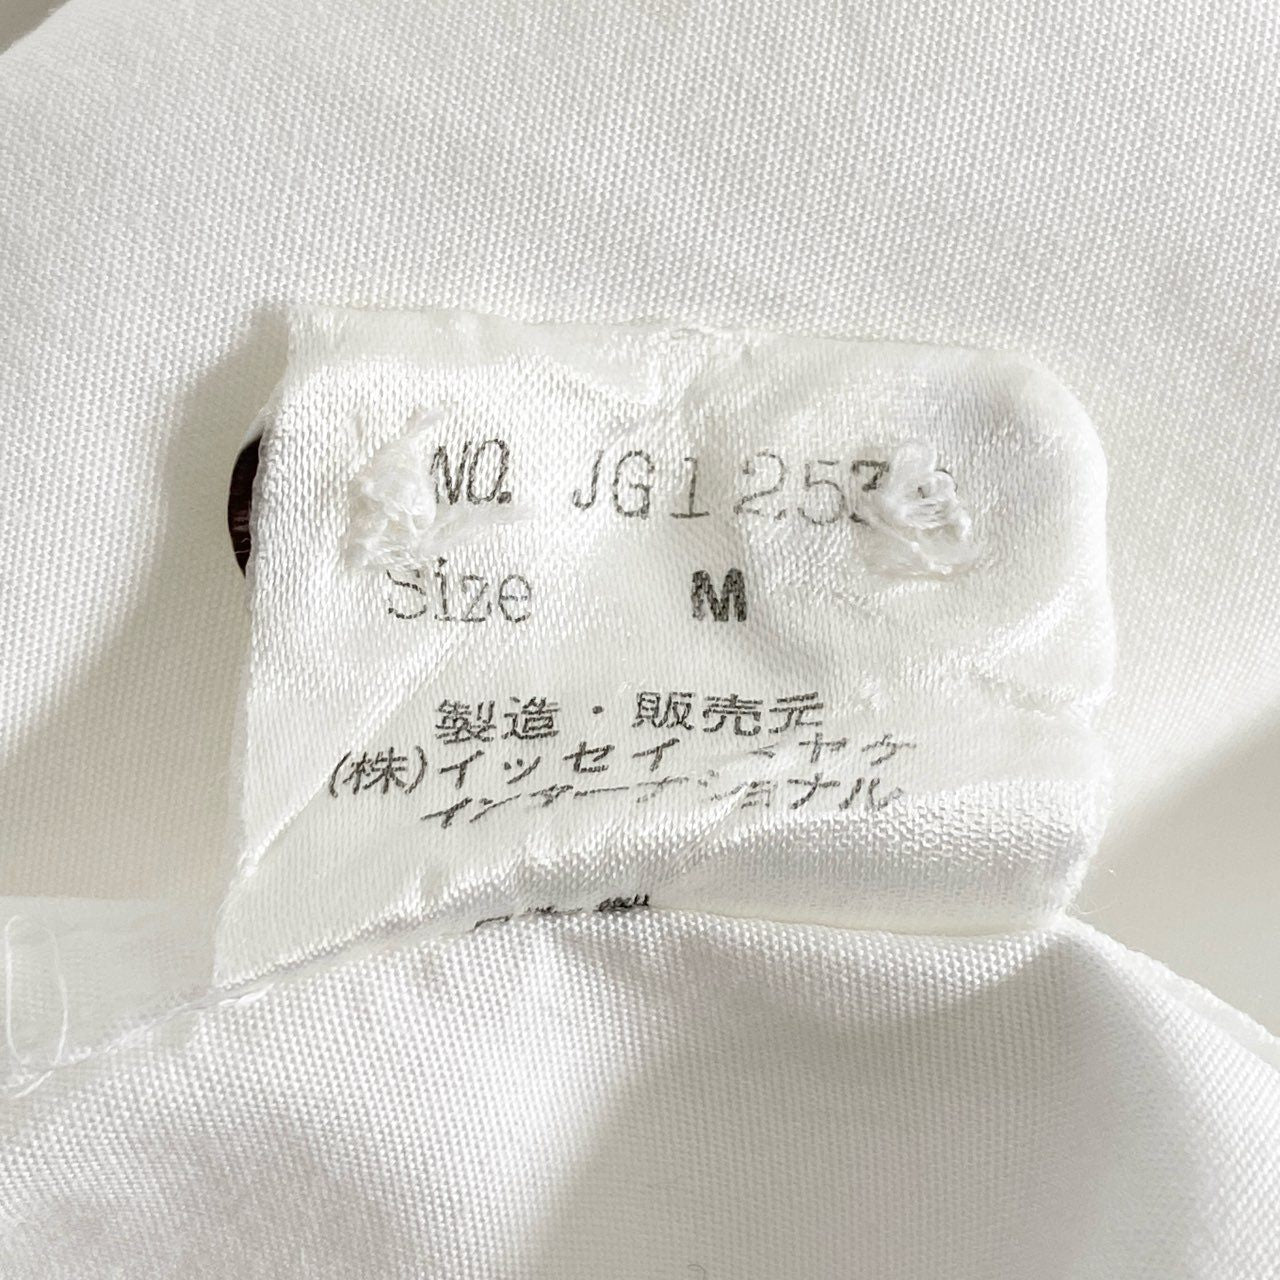 NO. JG1253
Size M
製造・販売元
(株)イッセイ ミヤケ
インターナショナル